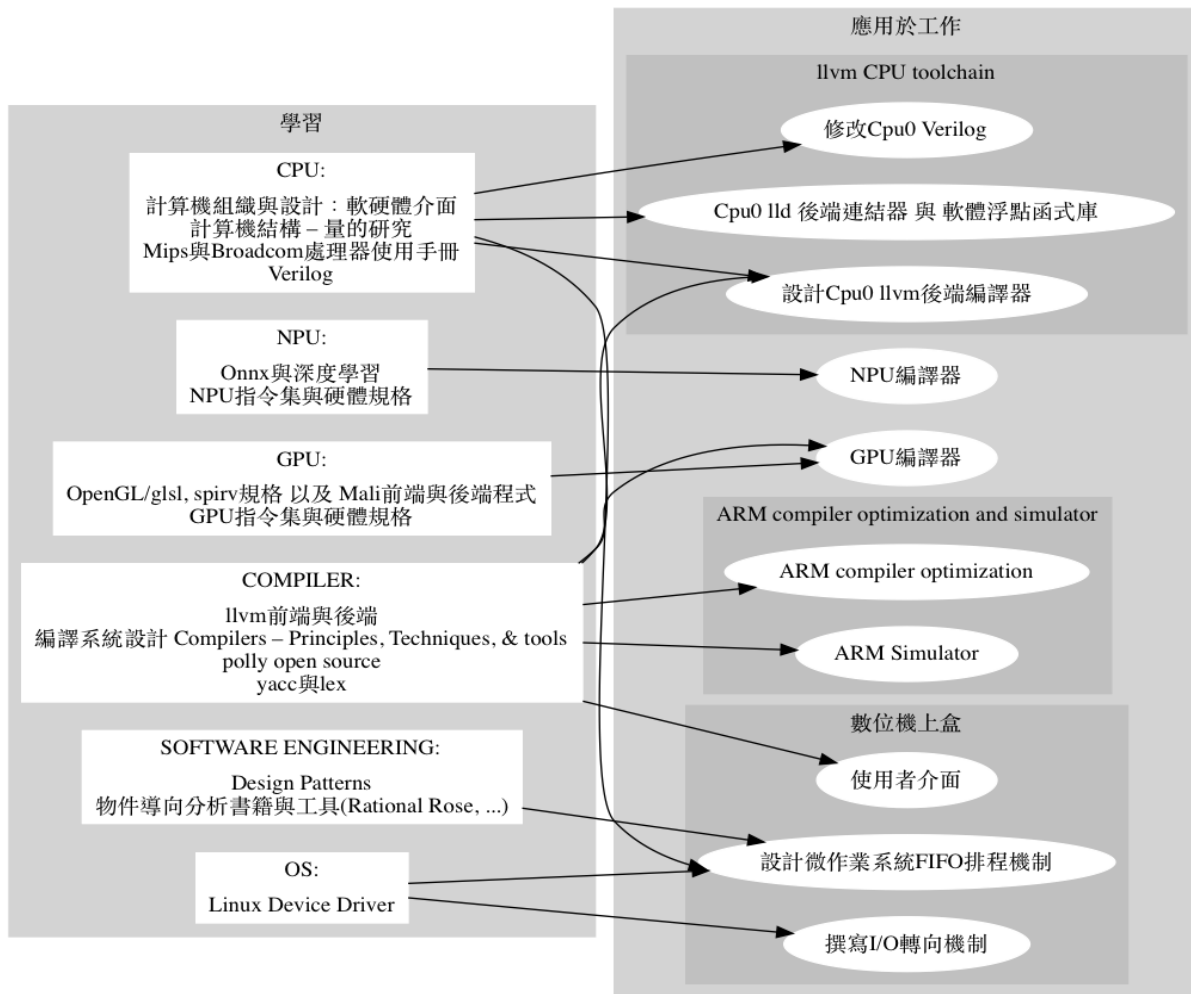 學習
CPU:
計算機組織與設計：軟硬體介面
計算機結構 – 量的研究
Mips與Broadcom處理器使用手冊
Verilog
NPU:
Onnx與深度學習
NPU指令集與硬體規格
GPU:
OpenGL/glsl, spirv規格 以及 Mali前端與後端程式
GPU指令集與硬體規格
COMPILER:
llvm前端與後端
編譯系統設計 Compilers – Principles, Techniques, & tools
polly open source
yacc與lex
SOFTWARE ENGINEERING:
Design Patterns
物件導向分析書籍與工具(Rational Rose, ...)
OS:
Linux Device Driver
應用於工作
llvm CPU toolchain
修改Cpu0 Verilog
Cpu0 lld 後端連結器 與 軟體浮點函式庫
設計Cpu0 llvm後端編譯器
NPU編譯器
GPU編譯器
ARM compiler optimization and simulator
ARM compiler optimization
ARM Simulator
數位機上盒
使用者介面
設計微作業系統FIFO排程機制
撰寫I/O轉向機制